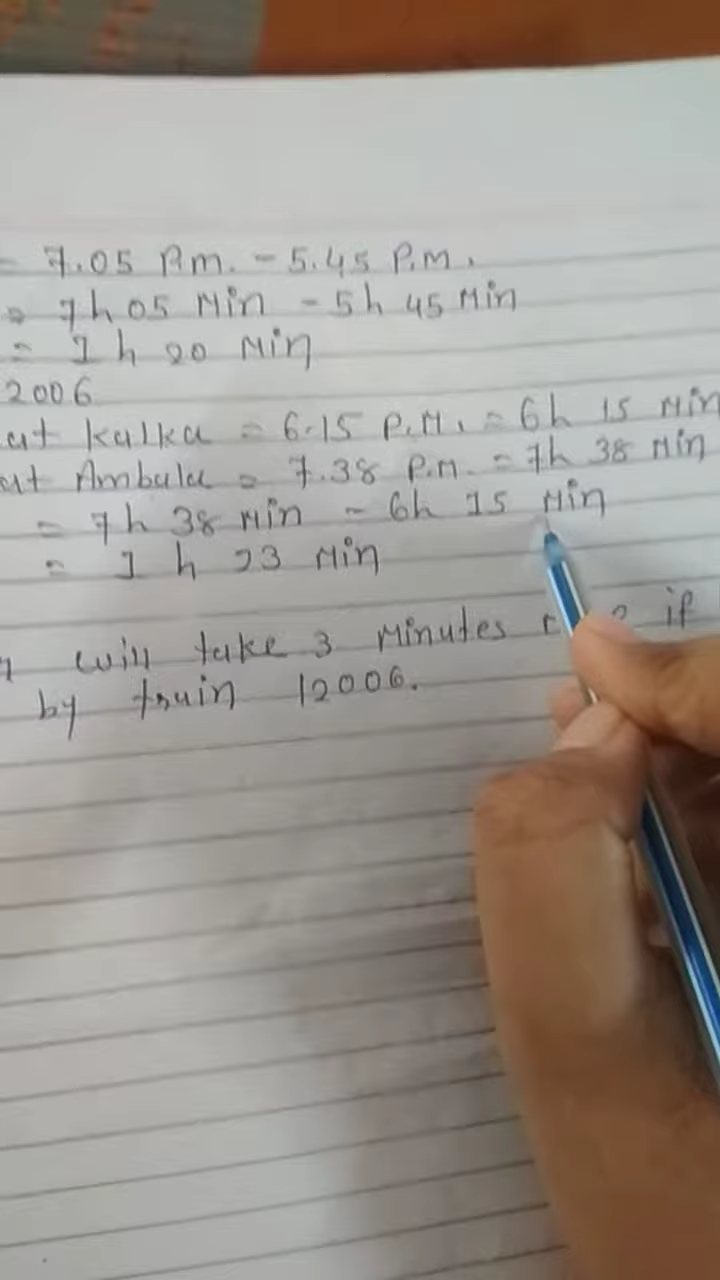 = 7.05 P.m. - 5.45 P.M.
= 7h 05 Min - 5h 45 Min
= 1 h 20 Min
2006
at kalka = 6.15 P.M. = 6h 15 Min
at Ambala = 7.38 P.M. = 7h 38 Min
= 7h 38 Min - 6h 15 Min
= 1 h 23 Min
will take 3 Minutes if
by train 12006.